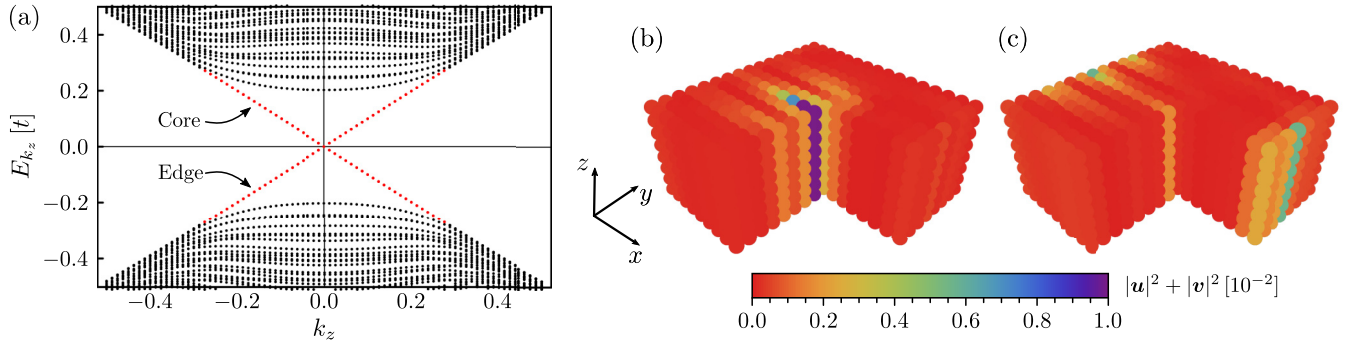 (a)
0.4
0.2
0.0
−0.2
−0.4
E_{k_z} [t]
Core
Edge
−0.4 −0.2 0.0 0.2 0.4
k_z
(b)
(c)
z
y
x
|u|² + |v|² [10⁻²]
0.0 0.2 0.4 0.6 0.8 1.0